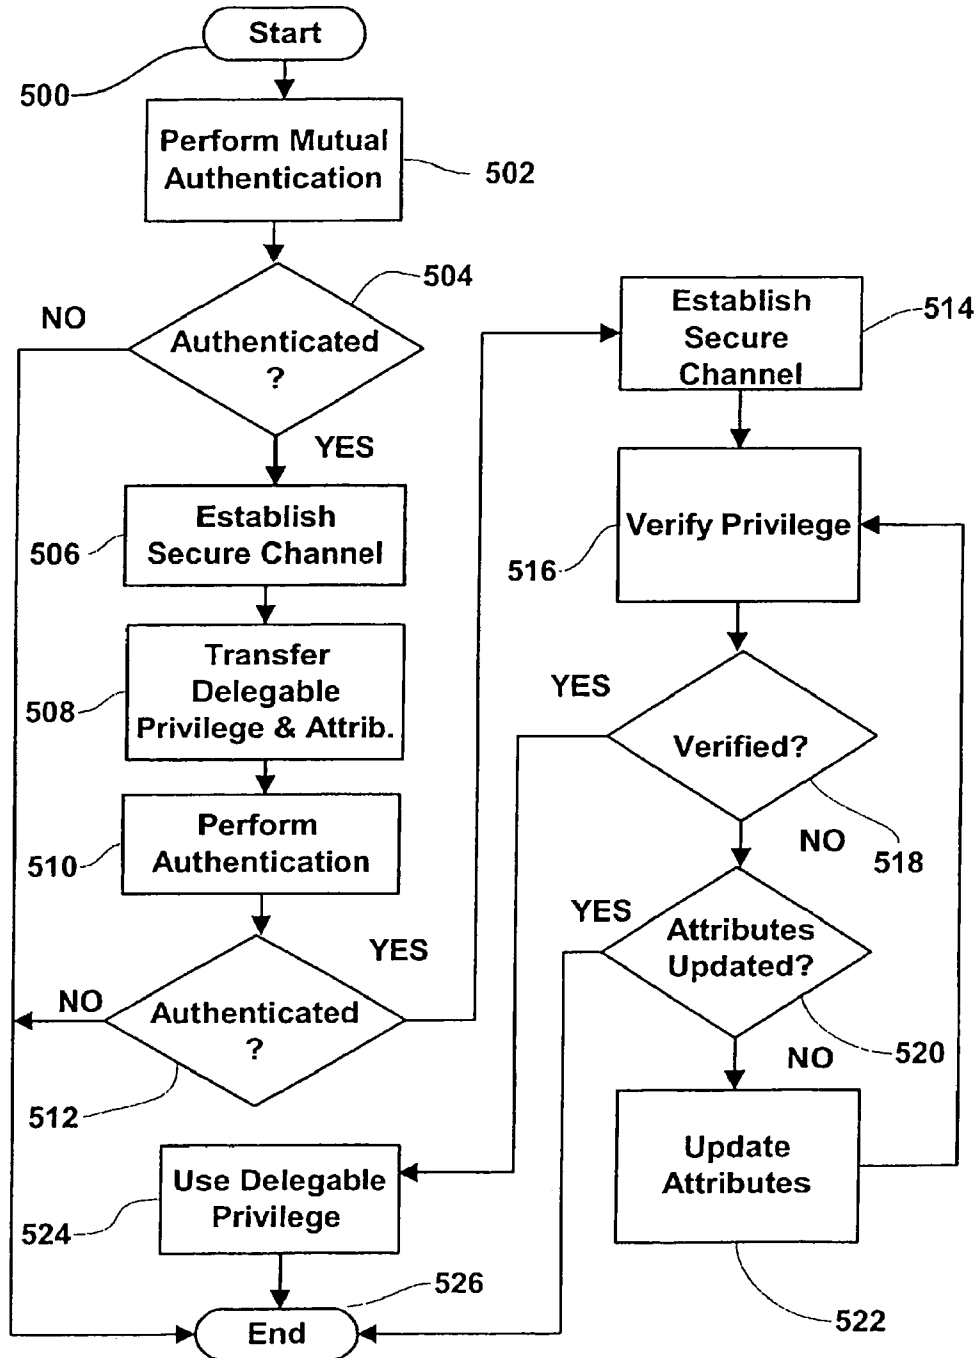 Start
500
Perform Mutual
Authentication
502
504
NO
Authenticated
?
YES
Establish
Secure Channel
506
Transfer
Delegable
Privilege & Attrib.
508
Perform
Authentication
510
YES
NO
Authenticated
?
512
Establish
Secure
Channel
514
Verify Privilege
516
YES
Verified?
NO
518
YES
Attributes
Updated?
NO
520
Update
Attributes
522
Use Delegable
Privilege
524
526
End